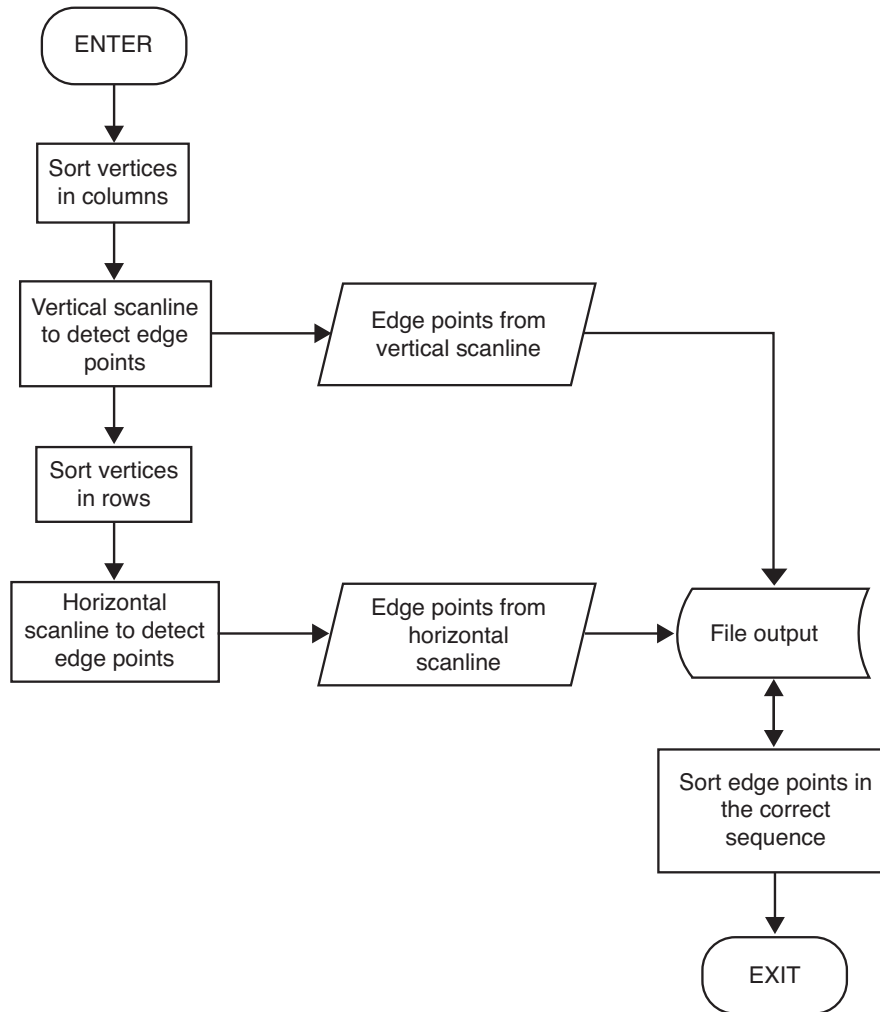 ENTER
Sort vertices
in columns
Vertical scanline
to detect edge
points
Edge points from
vertical scanline
Sort vertices
in rows
Horizontal
scanline to detect
edge points
Edge points from
horizontal
scanline
File output
Sort edge points in
the correct
sequence
EXIT